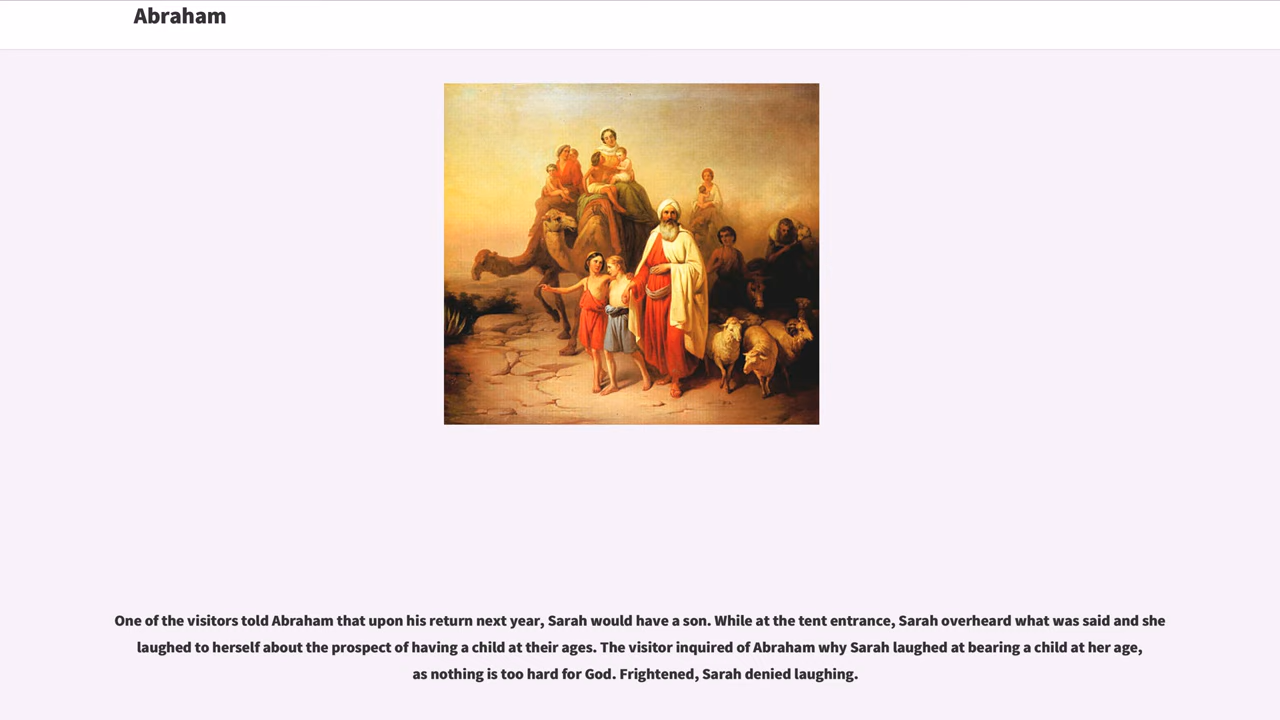 Abraham
One of the visitors told Abraham that upon his return next year, Sarah would have a son. While at the tent entrance, Sarah overheard what was said and she
laughed to herself about the prospect of having a child at their ages. The visitor inquired of Abraham why Sarah laughed at bearing a child at her age,
as nothing is too hard for God. Frightened, Sarah denied laughing.